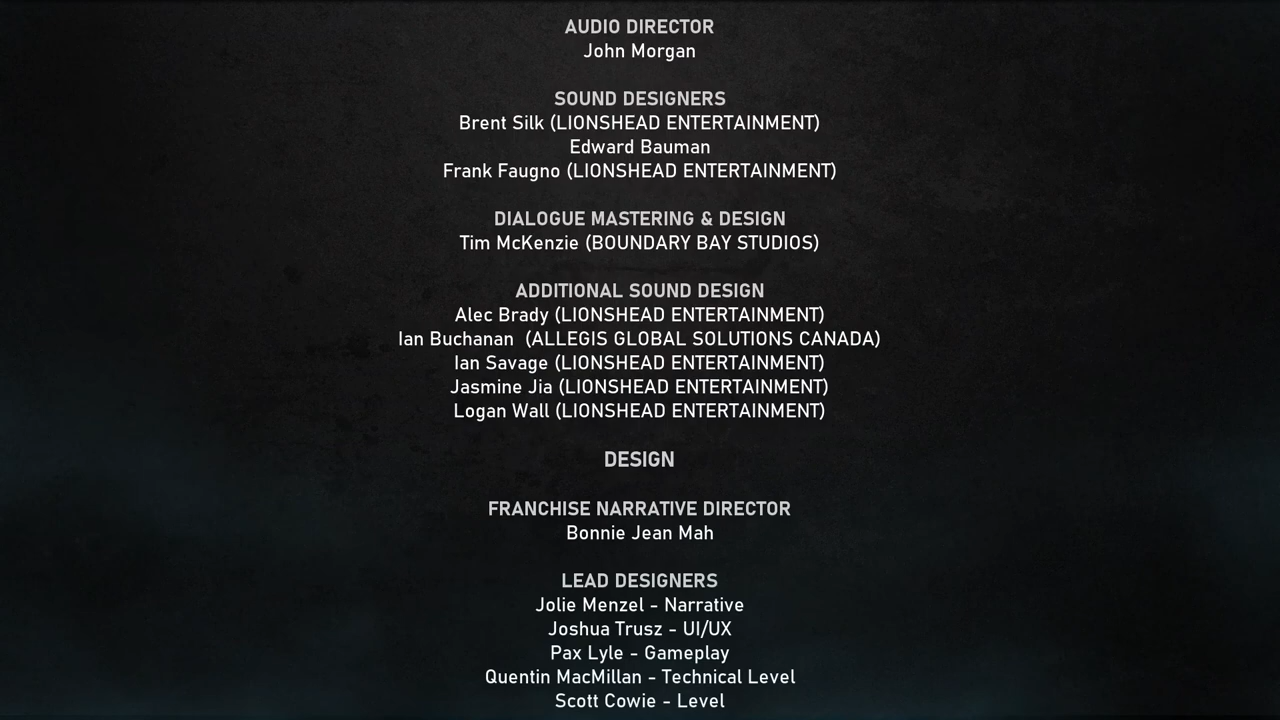 AUDIO DIRECTOR
John Morgan
SOUND DESIGNERS
Brent Silk (LIONSHEAD ENTERTAINMENT)
Edward Bauman
Frank Faugno (LIONSHEAD ENTERTAINMENT)
DIALOGUE MASTERING & DESIGN
Tim McKenzie (BOUNDARY BAY STUDIOS)
ADDITIONAL SOUND DESIGN
Alec Brady (LIONSHEAD ENTERTAINMENT)
Ian Buchanan (ALLEGIS GLOBAL SOLUTIONS CANADA)
Ian Savage (LIONSHEAD ENTERTAINMENT)
Jasmine Jia (LIONSHEAD ENTERTAINMENT)
Logan Wall (LIONSHEAD ENTERTAINMENT)
DESIGN
FRANCHISE NARRATIVE DIRECTOR
Bonnie Jean Mah
LEAD DESIGNERS
Jolie Menzel - Narrative
Joshua Trusz - UI/UX
Pax Lyle - Gameplay
Quentin MacMillan - Technical Level
Scott Cowie - Level